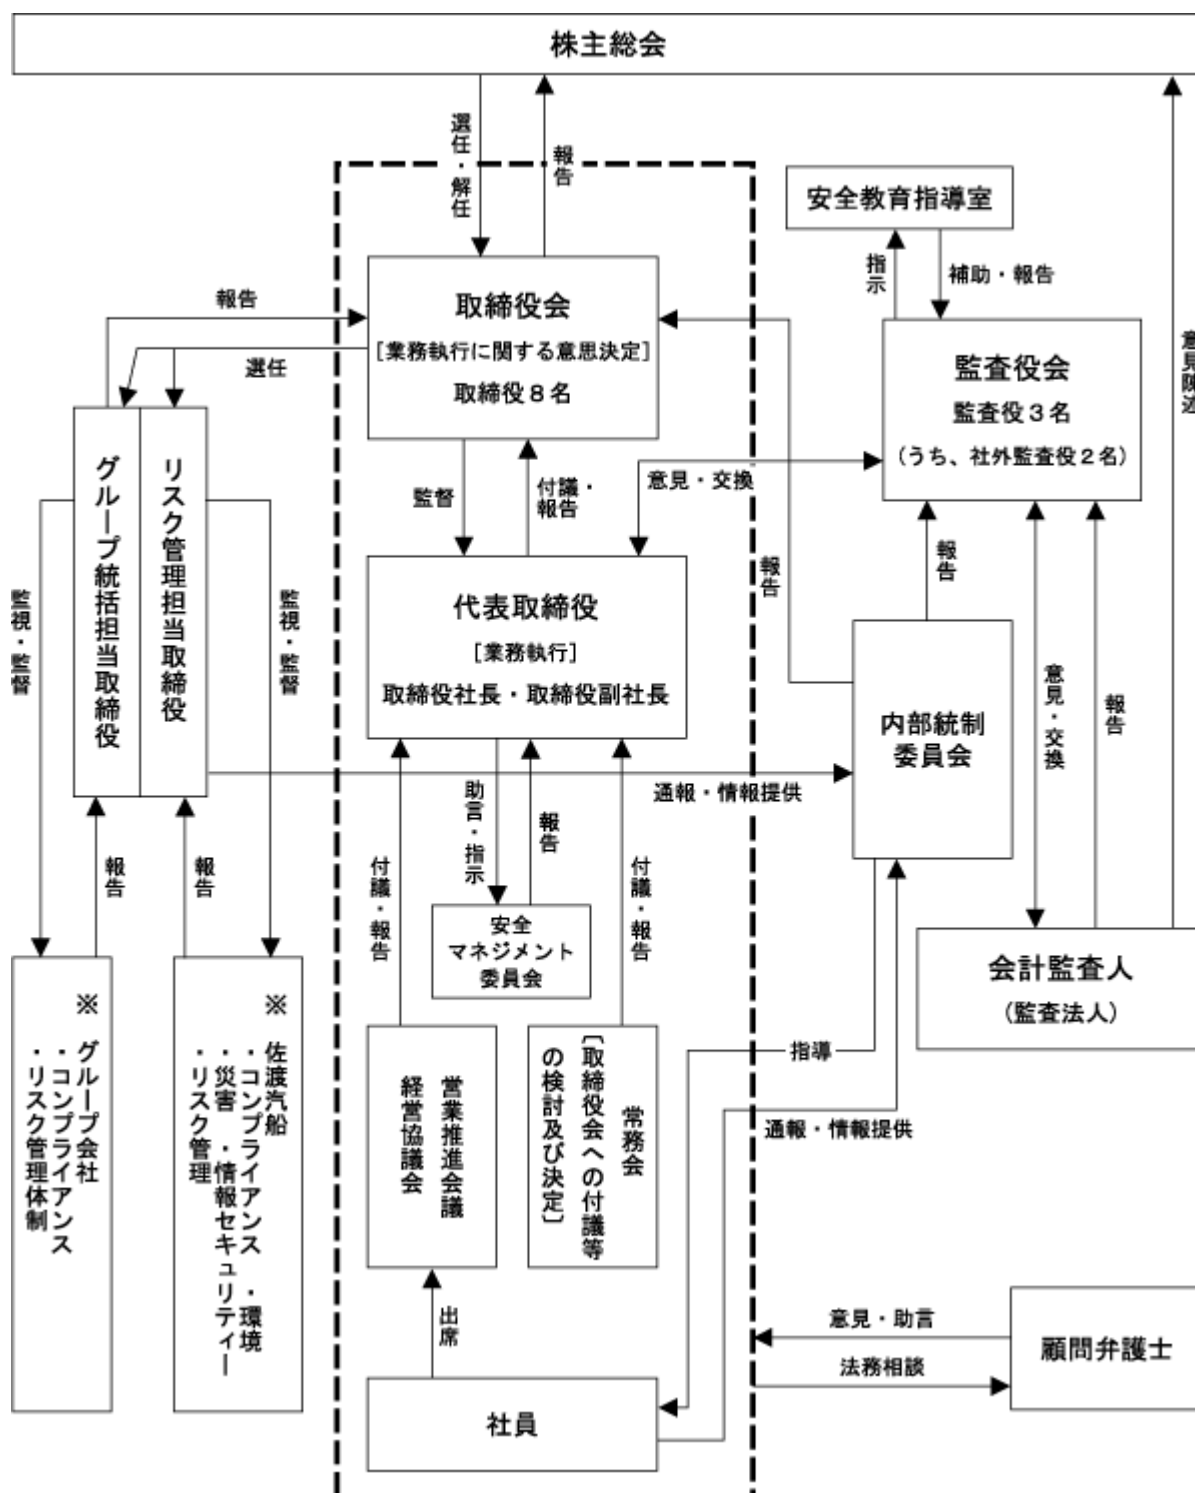 株主総会
選任・解任
報告
安全教育指導室
指示
補助・報告
意見陳述
報告
選任
取締役会
[業務執行に関する意思決定]
取締役8名
監査役会
監査役3名
(うち、社外監査役2名)
監督
付議・
報告
意見・交換
グループ統括担当取締役
リスク管理担当取締役
監視・監督
監視・監督
代表取締役
[業務執行]
取締役社長・取締役副社長
報告
報告
内部統制
委員会
意見・交換
報告
通報・情報提供
助言・指示
報告
付議・報告
付議・報告
報告
報告
安全
マネジメント
委員会
会計監査人
(監査法人)
※ グループ会社
・コンプライアンス
・リスク管理体制
※ 佐渡汽船
・コンプライアンス ・環境
・災害 ・情報セキュリティー
・リスク管理
営業推進会議
経営協議会
常務会
[取締役会への付議等
の検討及び決定]
指導
通報・情報提供
出席
社員
意見・助言
法務相談
顧問弁護士